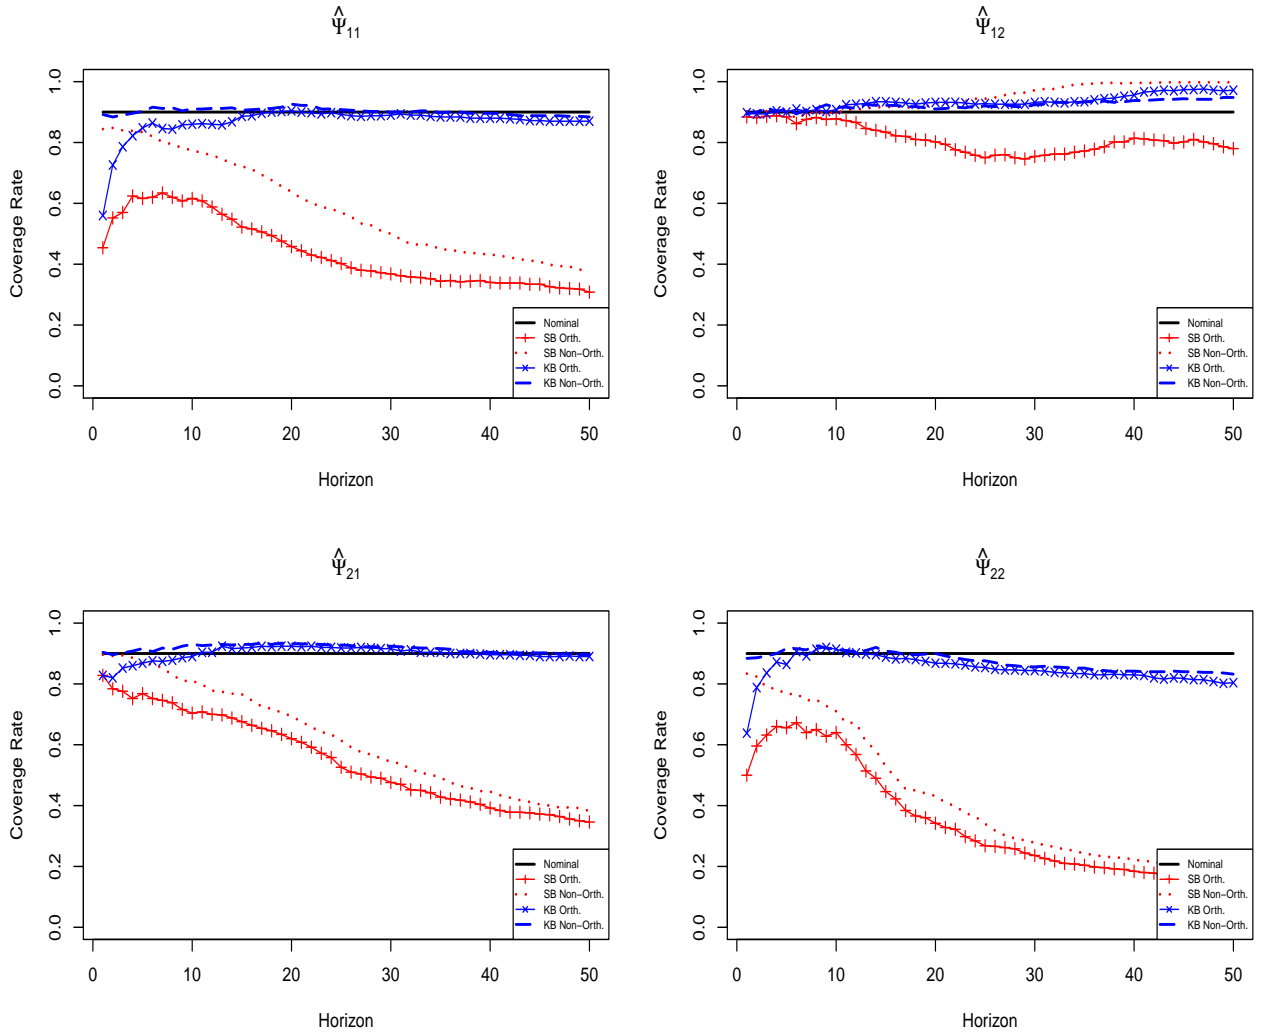 Ψ̂11
Coverage Rate
0.0 0.2 0.4 0.6 0.8 1.0
Nominal
SB Orth.
SB Non−Orth.
KB Orth.
KB Non−Orth.
0 10 20 30 40 50
Horizon
Ψ̂12
Coverage Rate
0.0 0.2 0.4 0.6 0.8 1.0
Nominal
SB Orth.
SB Non−Orth.
KB Orth.
KB Non−Orth.
0 10 20 30 40 50
Horizon
Ψ̂21
Coverage Rate
0.0 0.2 0.4 0.6 0.8 1.0
Nominal
SB Orth.
SB Non−Orth.
KB Orth.
KB Non−Orth.
0 10 20 30 40 50
Horizon
Ψ̂22
Coverage Rate
0.0 0.2 0.4 0.6 0.8 1.0
Nominal
SB Orth.
SB Non−Orth.
KB Orth.
KB Non−Orth.
0 10 20 30 40 50
Horizon